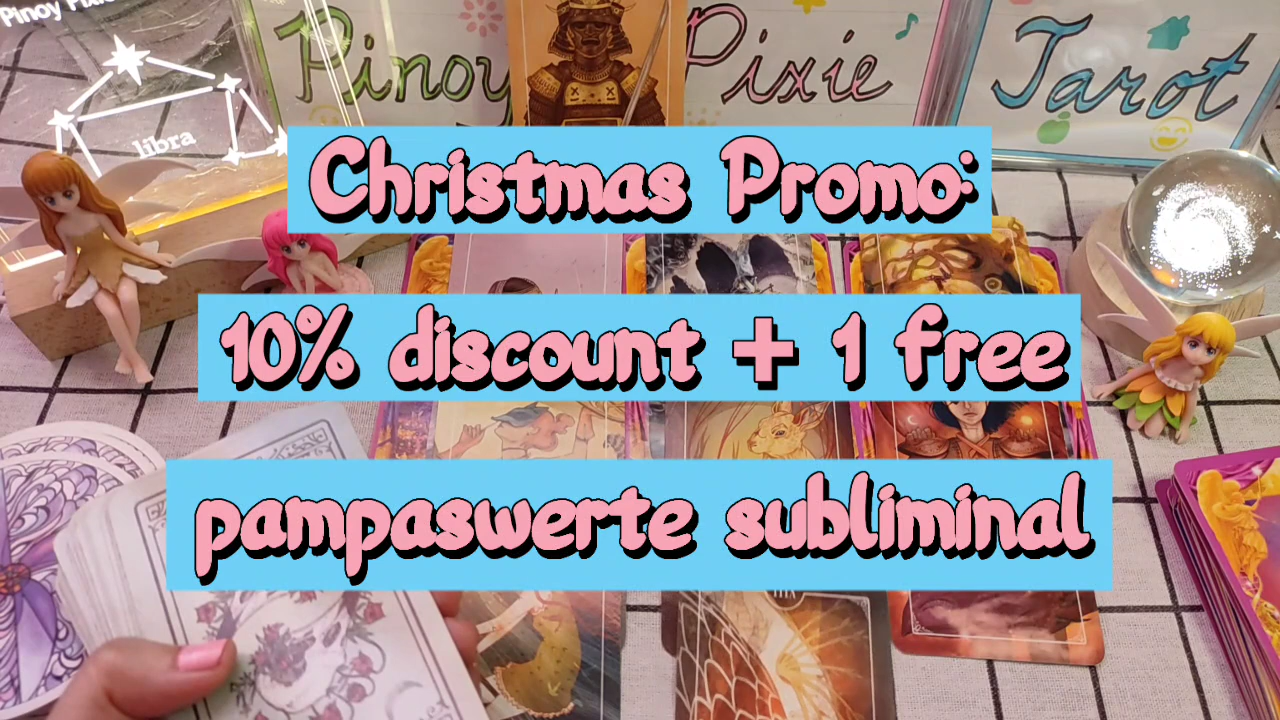 Pinoy Pixie
Pinoy Pixie Tarot
libra
Christmas Promo:
10% discount + 1 free
pampaswerte subliminal